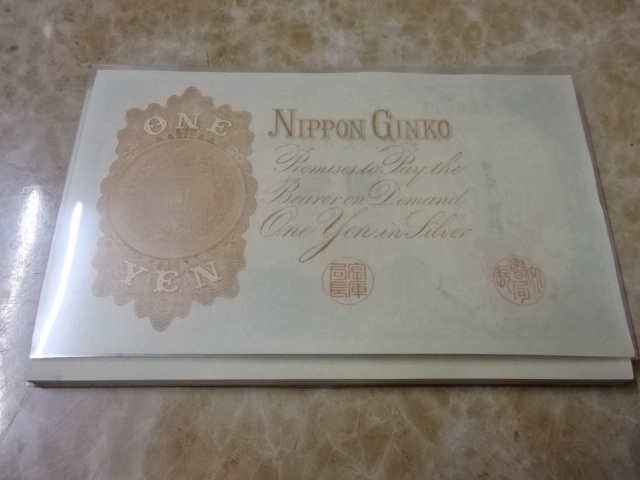 ONE
YEN
NIPPON GINKO
Promises to Pay the
Bearer on Demand
One Yen in Silver